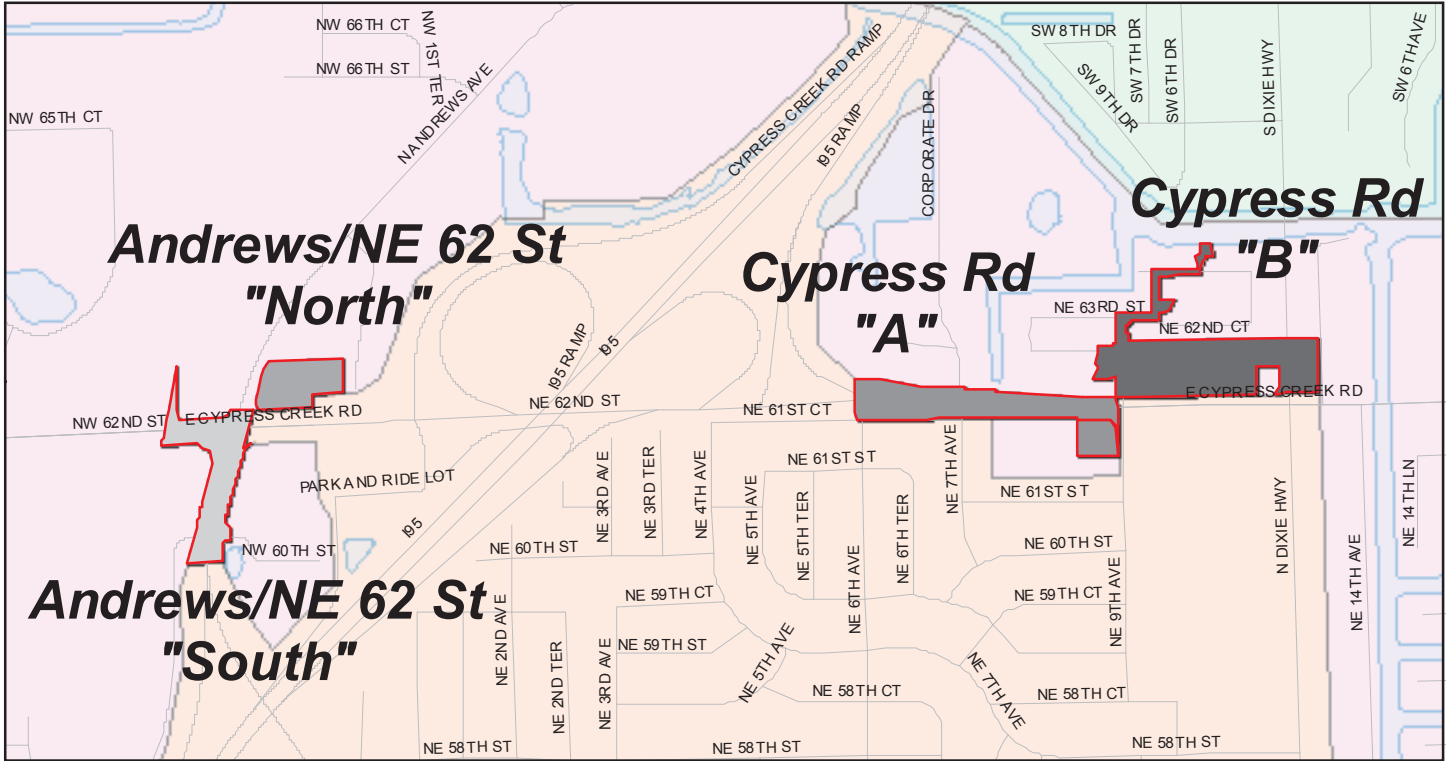 NW 66TH CT
NW 1ST TER
NW 66TH ST
N ANDREWS AVE
NW 65TH CT
CYPRESS CREEK RD RAMP
I95 RAMP
CORPORATE DR
SW 8TH DR
SW 9TH DR
SW 7TH DR
SW 6TH DR
S DIXIE HWY
SW 6TH AVE
Cypress Rd
"B"
Andrews/NE 62 St
"North"
Cypress Rd
"A"
NE 63RD ST
NE 62ND CT
I95 RAMP
I95
E CYPRESS CREEK RD
NW 62ND ST
E CYPRESS CREEK RD
NE 62ND ST
NE 61ST CT
PARK AND RIDE LOT
I95
NE 3RD AVE
NE 3RD TER
NE 4TH AVE
NE 61ST ST
NE 5TH AVE
NE 5TH TER
NE 6TH AVE
NE 6TH TER
NE 7TH AVE
NE 61ST ST
N DIXIE HWY
NE 14TH AVE
NE 14TH LN
NW 60TH ST
NE 60TH ST
NE 60TH ST
Andrews/NE 62 St
"South"
NE 59TH CT
NE 59TH CT
NE 9TH AVE
NE 2ND AVE
NE 2ND TER
NE 3RD AVE
NE 59TH ST
NE 5TH AVE
NE 58TH CT
NE 7TH AVE
NE 58TH CT
NE 58TH ST
NE 58TH ST
NE 58TH ST